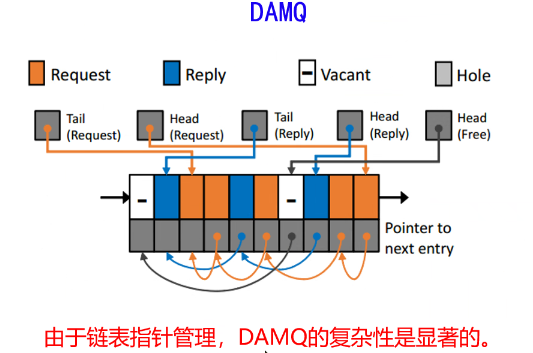 DAMQ
Request Reply Vacant Hole
Tail (Request)
Head (Request)
Tail (Reply)
Head (Reply)
Head (Free)
Pointer to
next entry
由于链表指针管理，DAMQ的复杂性是显著的。